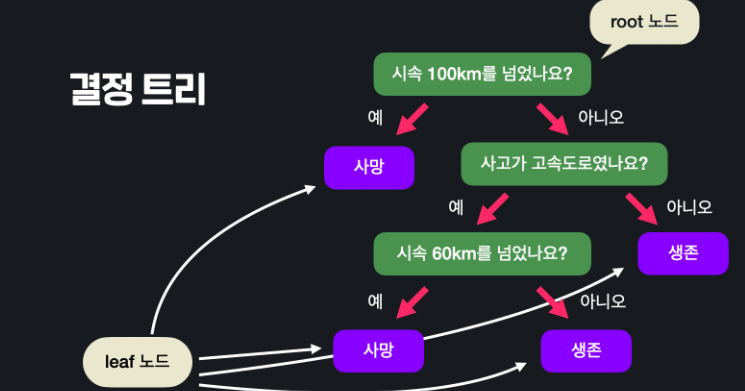 root 노드
결정 트리
시속 100km를 넘었나요?
예
아니오
사망
사고가 고속도로였나요?
예
아니오
시속 60km를 넘었나요?
생존
예
아니오
사망
생존
leaf 노드